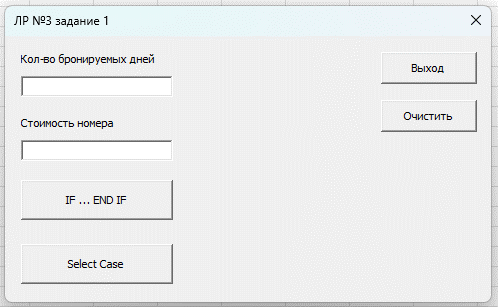 ЛР №3 задание 1
Кол-во бронируемых дней
Выход
Очистить
Стоимость номера
IF ... END IF
Select Case